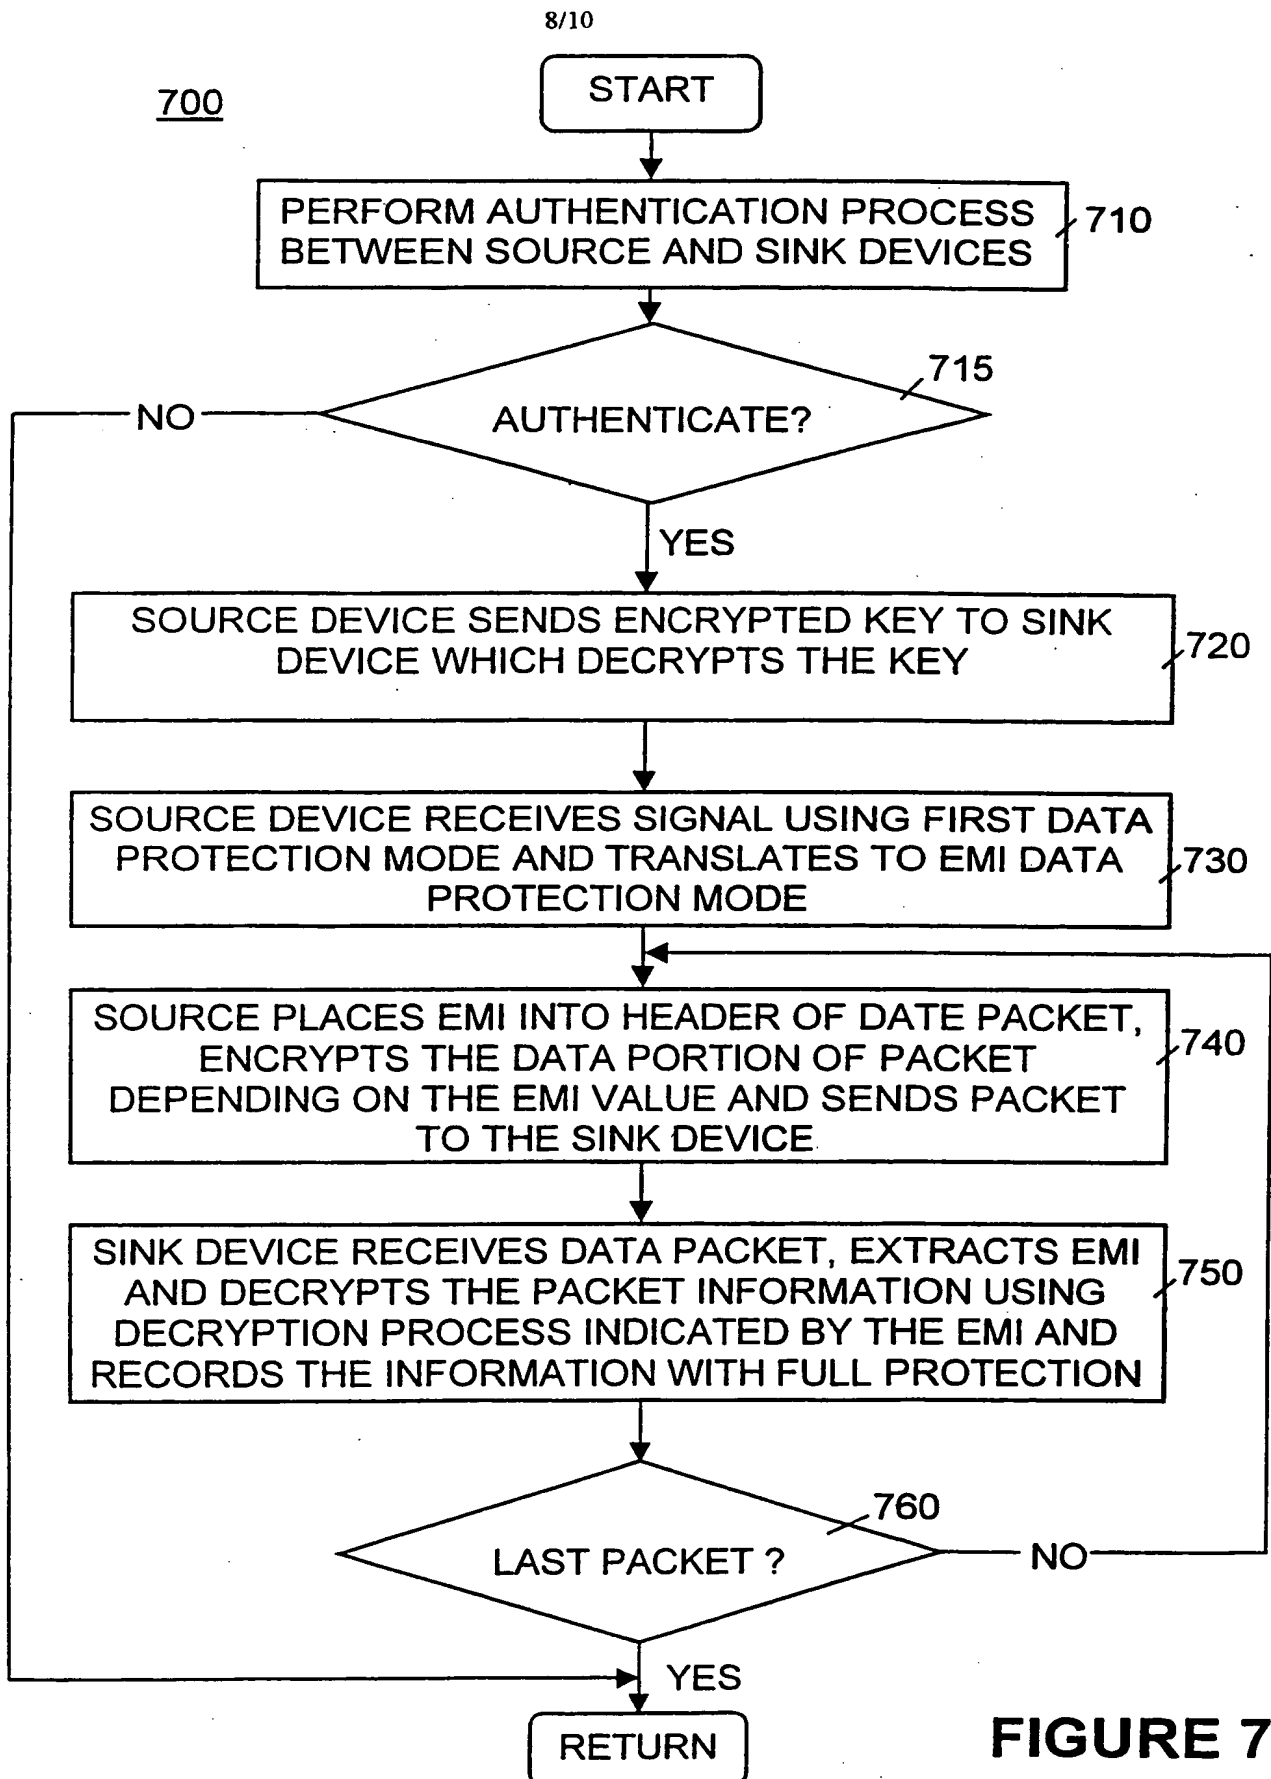 8/10
START
700
PERFORM AUTHENTICATION PROCESS
BETWEEN SOURCE AND SINK DEVICES
710
715
NO
AUTHENTICATE?
YES
SOURCE DEVICE SENDS ENCRYPTED KEY TO SINK
DEVICE WHICH DECRYPTS THE KEY
720
SOURCE DEVICE RECEIVES SIGNAL USING FIRST DATA
PROTECTION MODE AND TRANSLATES TO EMI DATA
PROTECTION MODE
730
SOURCE PLACES EMI INTO HEADER OF DATE PACKET,
ENCRYPTS THE DATA PORTION OF PACKET
DEPENDING ON THE EMI VALUE AND SENDS PACKET
TO THE SINK DEVICE
740
SINK DEVICE RECEIVES DATA PACKET, EXTRACTS EMI
AND DECRYPTS THE PACKET INFORMATION USING
DECRYPTION PROCESS INDICATED BY THE EMI AND
RECORDS THE INFORMATION WITH FULL PROTECTION
750
760
LAST PACKET ?
NO
YES
RETURN
FIGURE 7